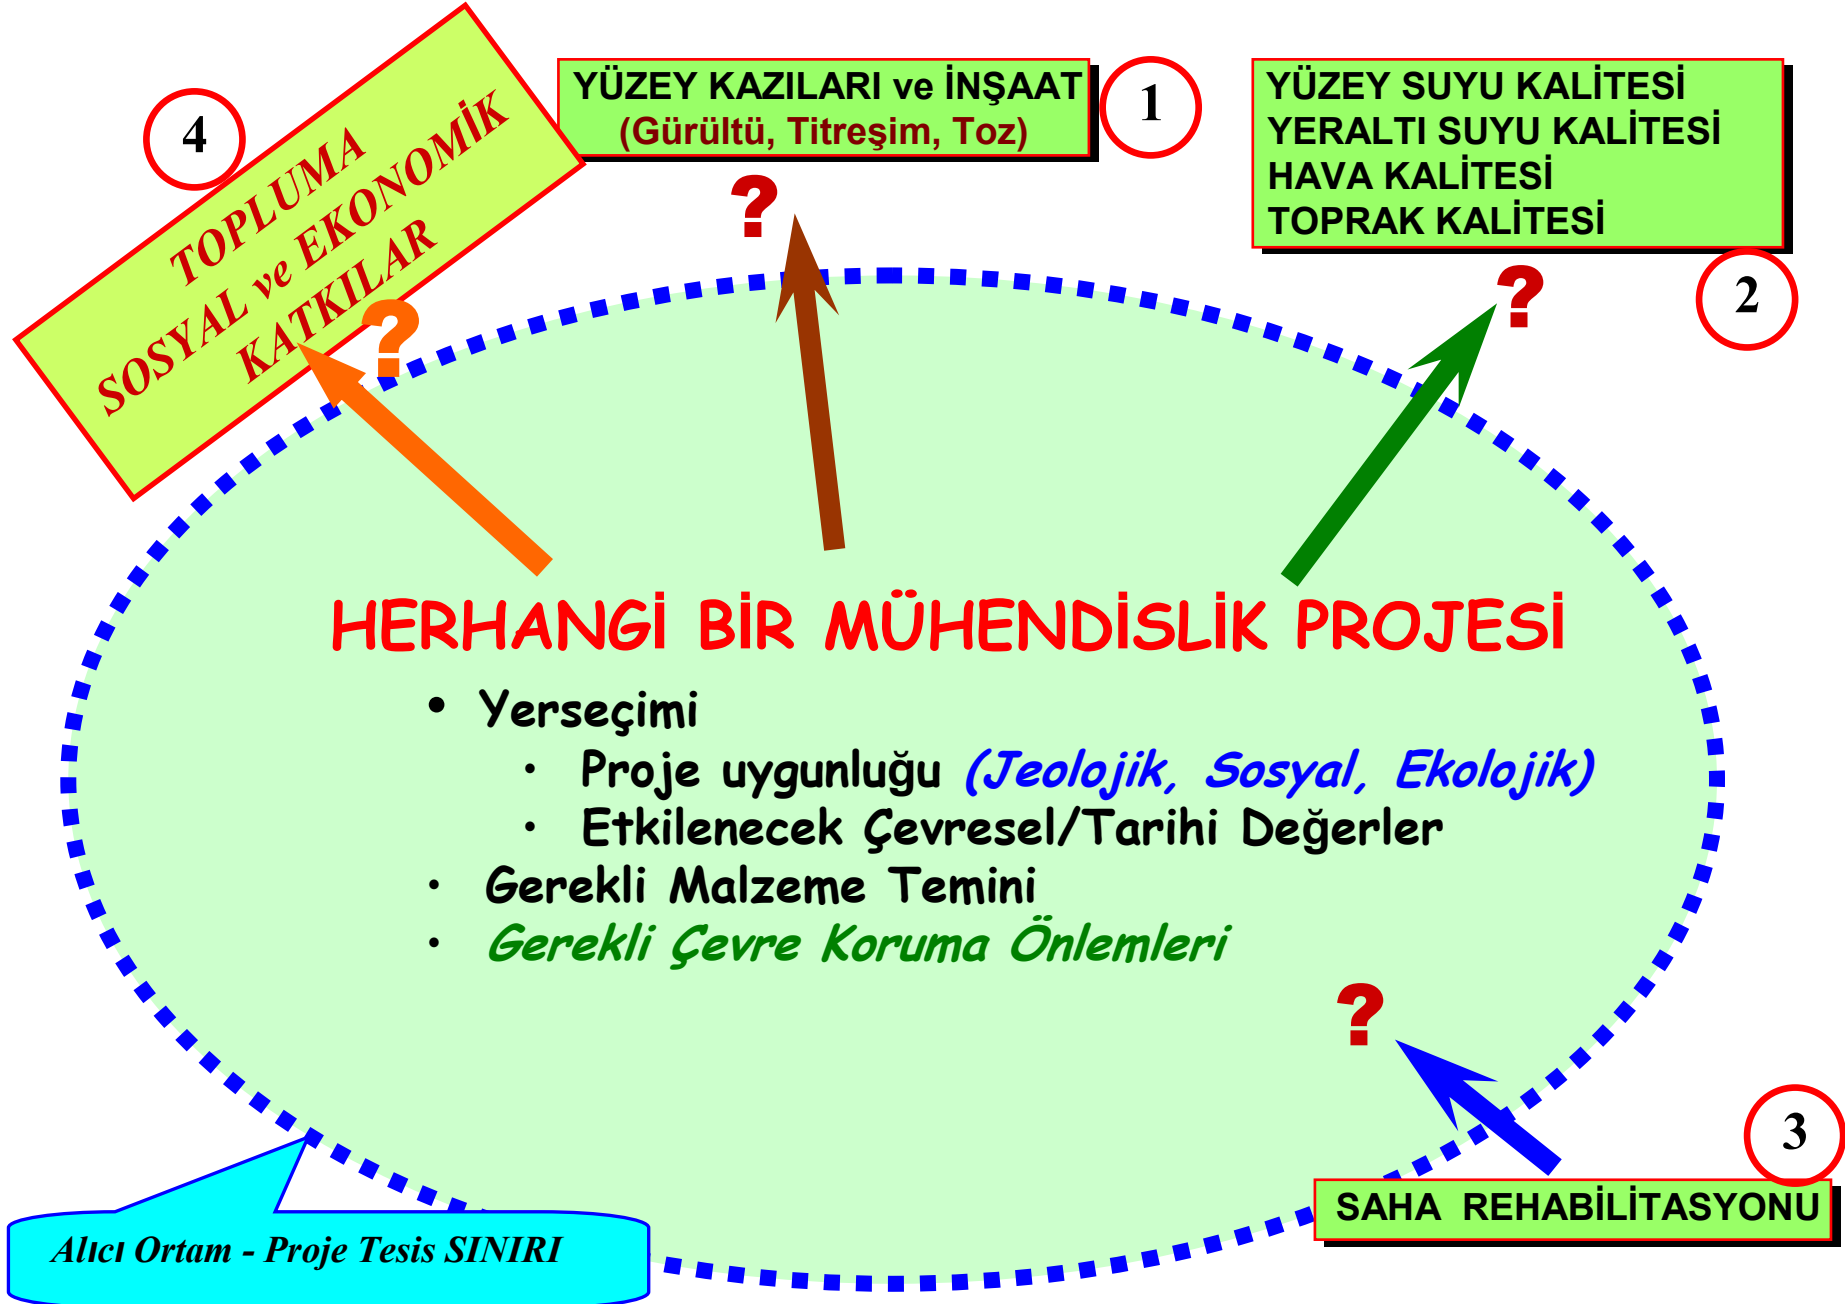 4
TOPLUMA
SOSYAL ve EKONOMİK
KATKILAR
?
YÜZEY KAZILARI ve İNŞAAT
(Gürültü, Titreşim, Toz)
1
?
YÜZEY SUYU KALİTESİ
YERALTI SUYU KALİTESİ
HAVA KALİTESİ
TOPRAK KALİTESİ
2
?
HERHANGİ BİR MÜHENDİSLİK PROJESİ
• Yerseçimi
• Proje uygunluğu (Jeolojik, Sosyal, Ekolojik)
• Etkilenecek Çevresel/Tarihi Değerler
• Gerekli Malzeme Temini
• Gerekli Çevre Koruma Önlemleri
?
3
SAHA REHABİLİTASYONU
Alıcı Ortam - Proje Tesis SINIRI